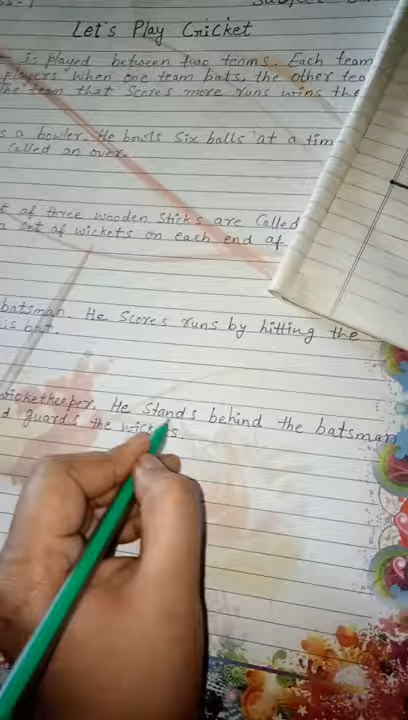 Let's Play Cricket
is played between two teams. Each team
players when one team bats, the other tea
he team that Scores more runs wins the
s a bowler. He bowls Six balls at a tim
called an over.
t of three wooden Sticks are Called
a set of wickets on each end of
batsman. He Scores runs by hitting the
is bat.
wicketkeeper. He Stands behind the batsman
d guards the wickets.